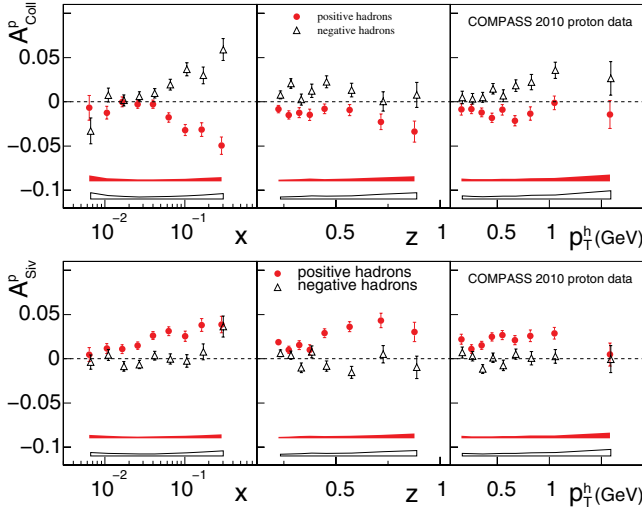 A^p_Coll
positive hadrons
negative hadrons
COMPASS 2010 proton data
0.05
0
−0.05
−0.1
10^−2 10^−1 0.5 1 0.5 1
x z p_T^h (GeV)
A^p_Siv
positive hadrons
negative hadrons
COMPASS 2010 proton data
0.05
0
−0.05
−0.1
10^−2 10^−1 0.5 1 0.5 1
x z p_T^h (GeV)